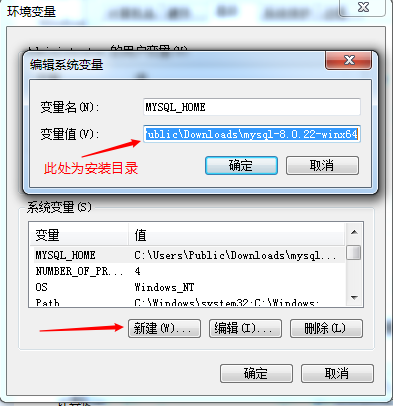 环境变量
的用户变量(U)
编辑系统变量
变量名(N):
MYSQL_HOME
变量值(V):
ublic\Downloads\mysql-8.0.22-winx64
此处为安装目录
确定
取消
系统变量(S)
变量 值
MYSQL_HOME C:\Users\Public\Downloads\mysql...
NUMBER_OF_PR... 4
OS Windows_NT
Path C:\Windows\system32;C:\Windows;
新建(W)...
编辑(I)...
删除(L)
确定
取消